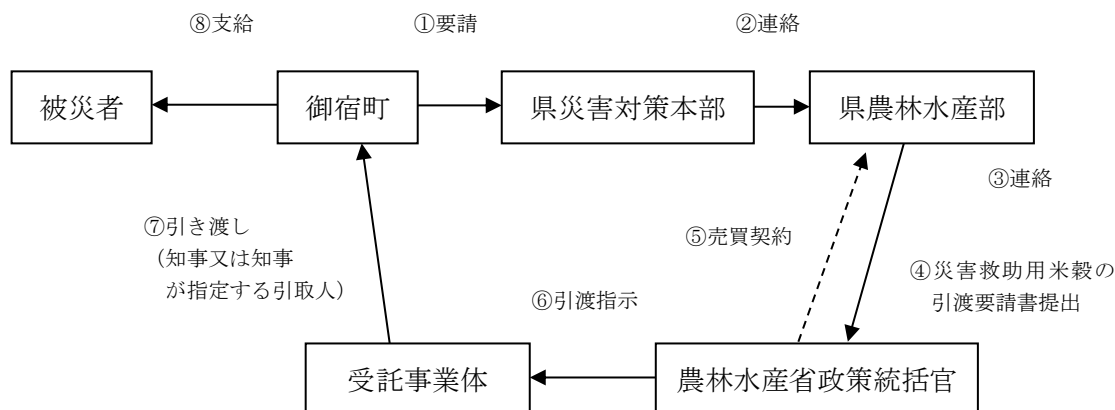 ⑧支給
①要請
②連絡
被災者
御宿町
県災害対策本部
県農林水産部
③連絡
⑦引き渡し
（知事又は知事
が指定する引取人）
⑤売買契約
④災害救助用米穀の
引渡要請書提出
⑥引渡指示
受託事業体
農林水産省政策統括官